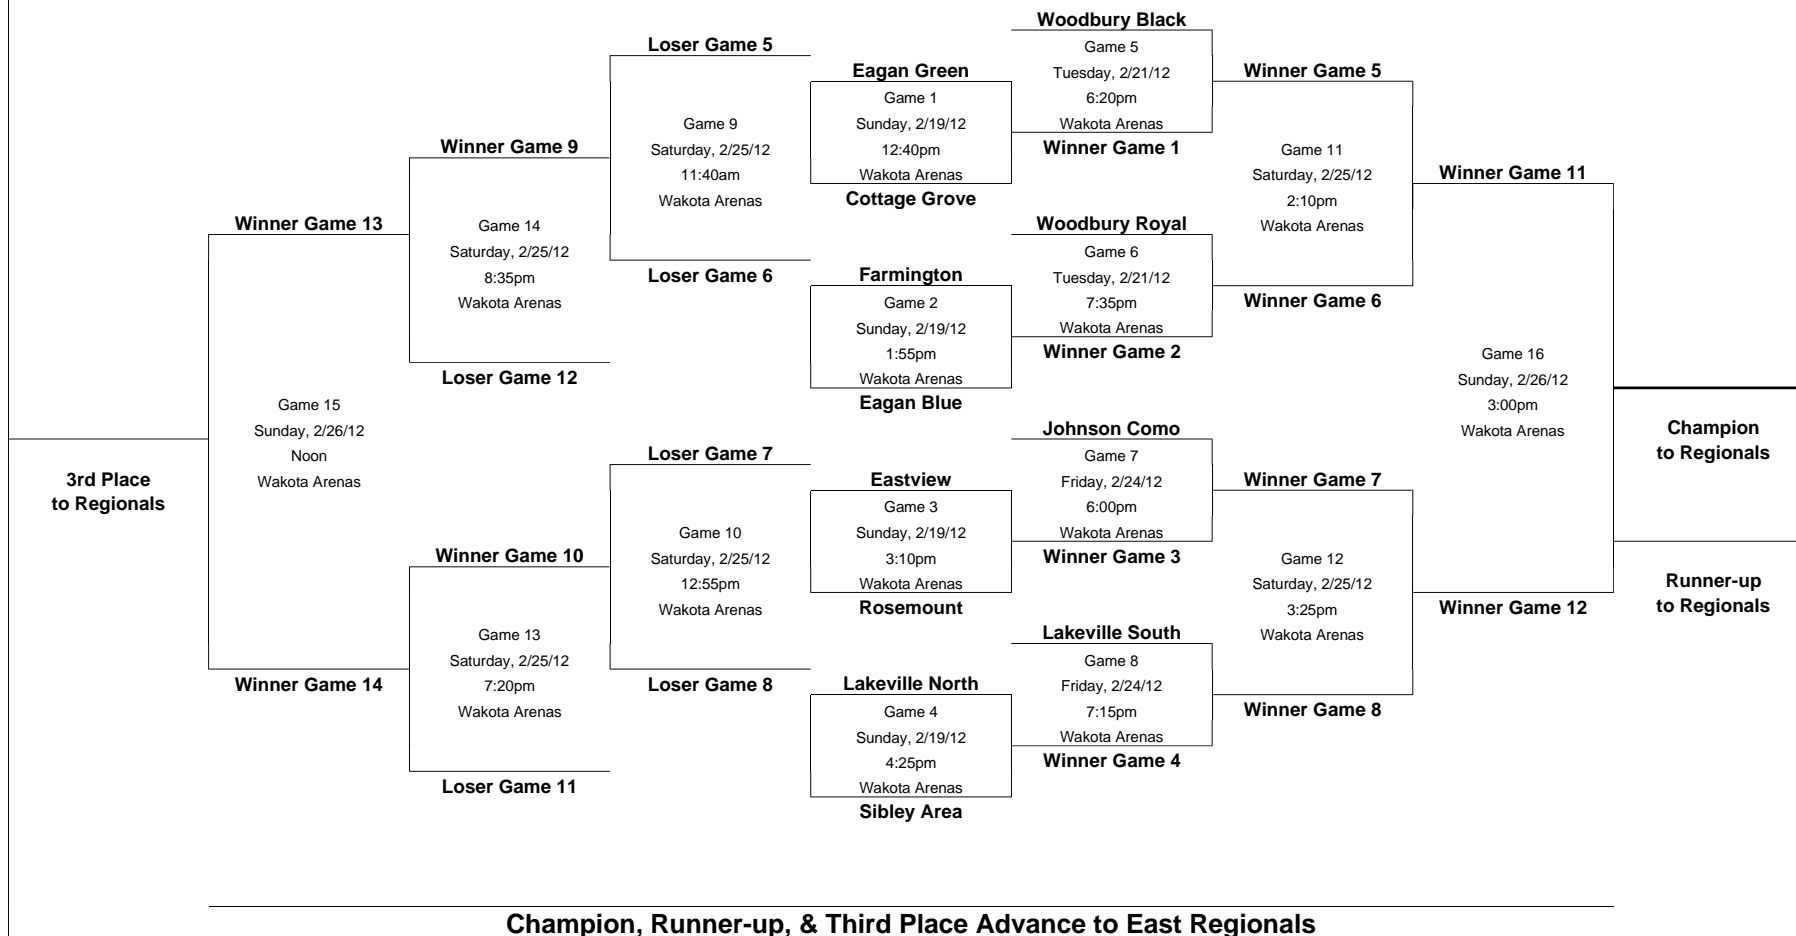 Woodbury Black
Loser Game 5
Game 5
Eagan Green
Tuesday, 2/21/12
Winner Game 5
Game 1
6:20pm
Game 9
Sunday, 2/19/12
Wakota Arenas
Winner Game 9
Saturday, 2/25/12
12:40pm
Winner Game 1
Game 11
11:40am
Wakota Arenas
Saturday, 2/25/12
Winner Game 11
Wakota Arenas
Cottage Grove
2:10pm
Winner Game 13
Game 14
Woodbury Royal
Wakota Arenas
Saturday, 2/25/12
Game 6
8:35pm
Loser Game 6
Farmington
Tuesday, 2/21/12
Wakota Arenas
Game 2
7:35pm
Winner Game 6
Sunday, 2/19/12
Wakota Arenas
1:55pm
Winner Game 2
Game 16
Loser Game 12
Wakota Arenas
Sunday, 2/26/12
Game 15
Eagan Blue
3:00pm
Sunday, 2/26/12
Johnson Como
Wakota Arenas
Champion
Noon
Loser Game 7
Game 7
to Regionals
3rd Place
Wakota Arenas
Eastview
Friday, 2/24/12
Winner Game 7
to Regionals
Game 3
6:00pm
Game 10
Sunday, 2/19/12
Wakota Arenas
Winner Game 10
Saturday, 2/25/12
3:10pm
Winner Game 3
Game 12
12:55pm
Wakota Arenas
Saturday, 2/25/12
Runner-up
Wakota Arenas
Rosemount
3:25pm
Winner Game 12
to Regionals
Game 13
Lakeville South
Wakota Arenas
Saturday, 2/25/12
Game 8
Winner Game 14
7:20pm
Loser Game 8
Lakeville North
Friday, 2/24/12
Wakota Arenas
Game 4
7:15pm
Winner Game 8
Sunday, 2/19/12
Wakota Arenas
4:25pm
Winner Game 4
Loser Game 11
Wakota Arenas
Sibley Area
Champion, Runner-up, & Third Place Advance to East Regionals